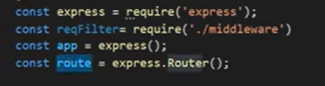 const express = require('express');
const reqFilter= require('./middleware')
const app = express();
const route = express.Router();